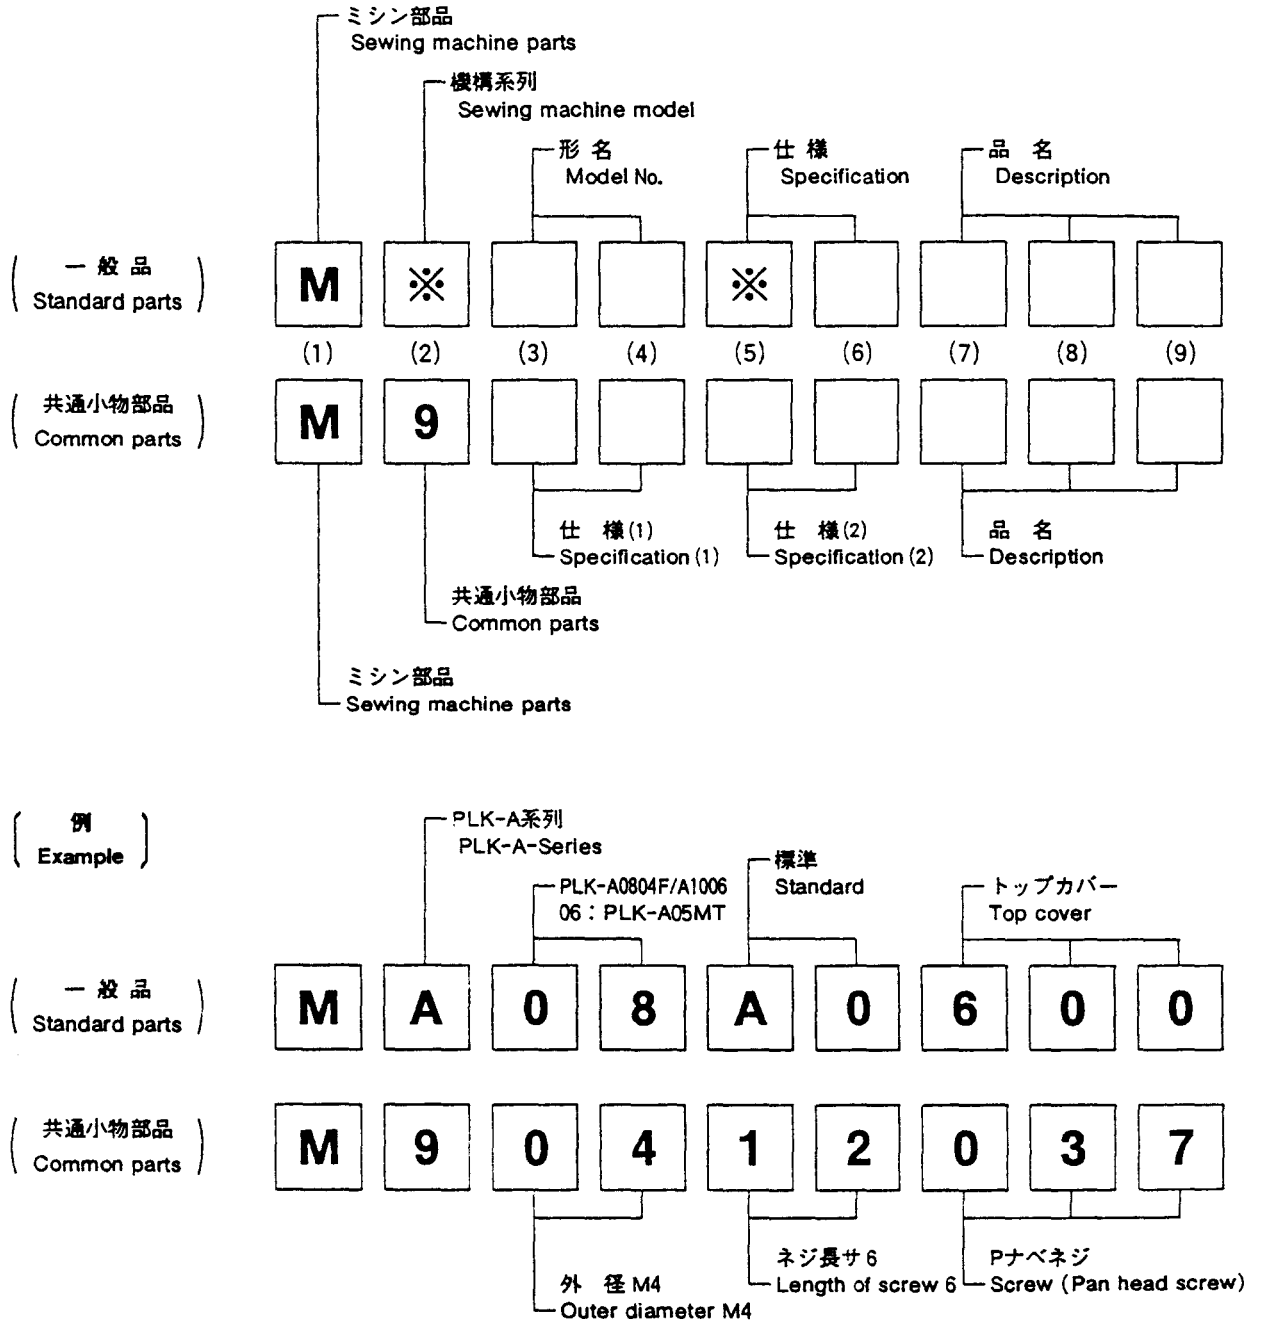 ミシン部品
Sewing machine parts
機構系列
Sewing machine model
形 名
Model No.
仕 様
Specification
品 名
Description
一 般 品
Standard parts
M ※ ※
(1) (2) (3) (4) (5) (6) (7) (8) (9)
共通小物部品
Common parts
M 9
仕 様(1)
Specification (1)
仕 様(2)
Specification (2)
品 名
Description
共通小物部品
Common parts
ミシン部品
Sewing machine parts
例
Example
PLK-A系列
PLK-A-Series
PLK-A0804F/A1006
06 : PLK-A05MT
標準
Standard
トップカバー
Top cover
一 般 品
Standard parts
M A 0 8 A 0 6 0 0
共通小物部品
Common parts
M 9 0 4 1 2 0 3 7
外 径 M4
Outer diameter M4
ネジ長サ 6
Length of screw 6
Pナベネジ
Screw (Pan head screw)